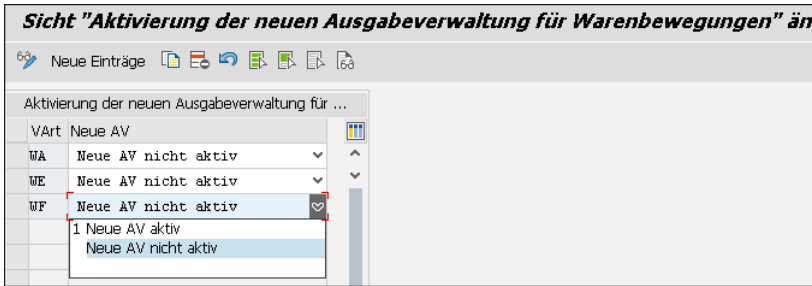 Sicht "Aktivierung der neuen Ausgabeverwaltung für Warenbewegungen" än
Neue Einträge
Aktivierung der neuen Ausgabeverwaltung für ...
VArt Neue AV
WA Neue AV nicht aktiv
WE Neue AV nicht aktiv
WF Neue AV nicht aktiv
1 Neue AV aktiv
Neue AV nicht aktiv